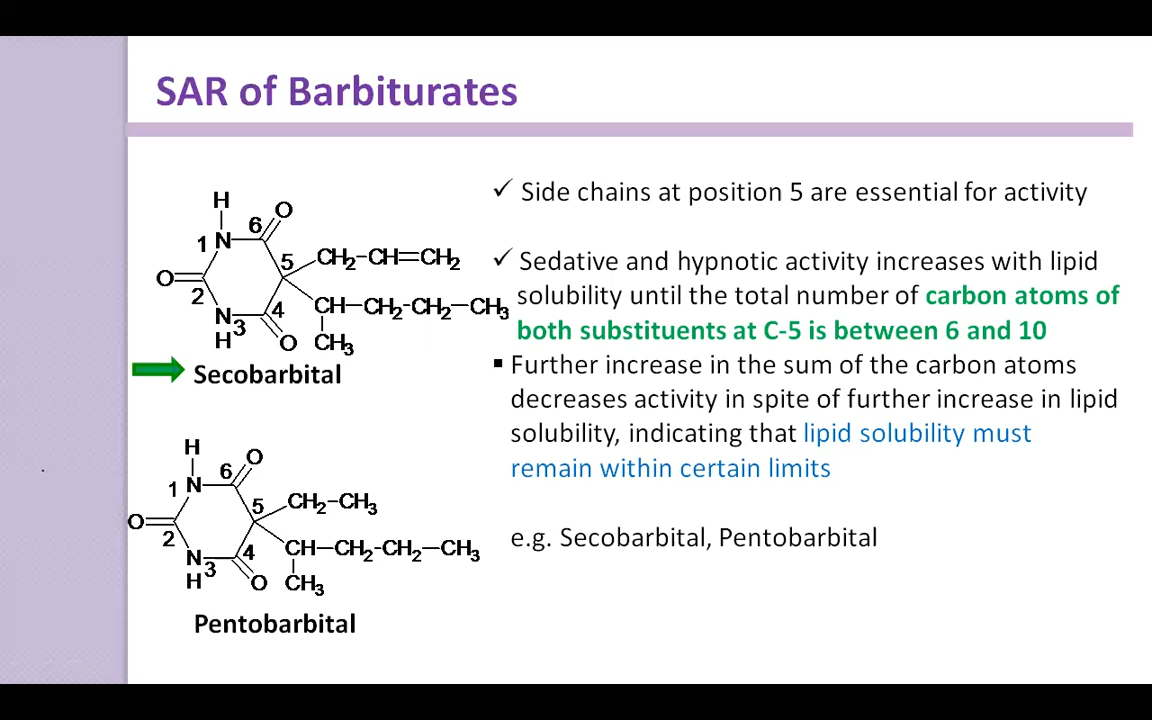 SAR of Barbiturates
H
O
6
1 N
5 CH2-CH=CH2
O
2
N 3 4 CH-CH2-CH2-CH3
H O CH3
Secobarbital
H
O
6
1 N
5 CH2-CH3
O
2
N 3 4 CH-CH2-CH2-CH3
H O CH3
Pentobarbital
✓ Side chains at position 5 are essential for activity
✓ Sedative and hypnotic activity increases with lipid
solubility until the total number of carbon atoms of
both substituents at C-5 is between 6 and 10
▪ Further increase in the sum of the carbon atoms
decreases activity in spite of further increase in lipid
solubility, indicating that lipid solubility must
remain within certain limits
e.g. Secobarbital, Pentobarbital